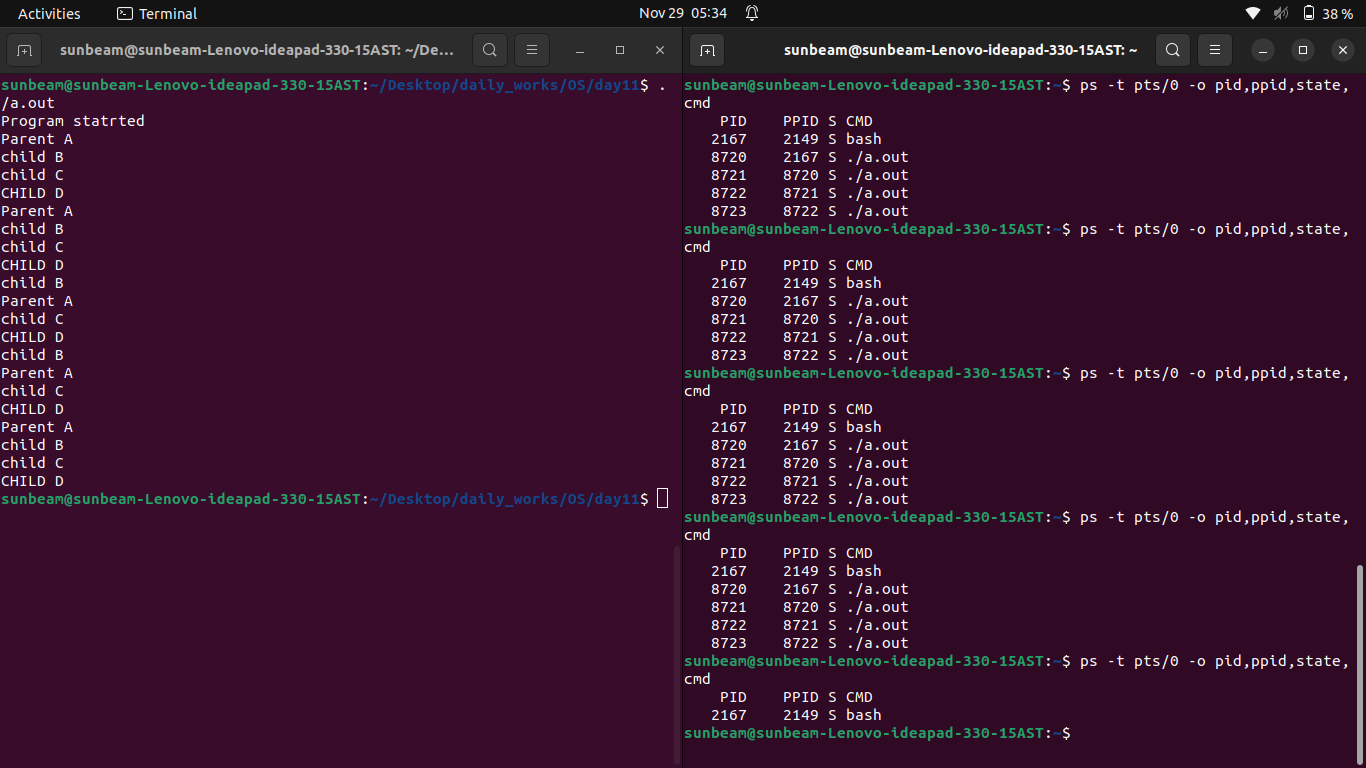 Activities
Terminal
Nov 29 05:34
38 %
sunbeam@sunbeam-Lenovo-ideapad-330-15AST: ~/De...
sunbeam@sunbeam-Lenovo-ideapad-330-15AST:~/Desktop/daily_works/OS/day11$ .
/a.out
Program statrted
Parent A
child B
child C
CHILD D
Parent A
child B
child C
CHILD D
child B
Parent A
child C
CHILD D
child B
Parent A
child C
CHILD D
Parent A
child B
child C
CHILD D
sunbeam@sunbeam-Lenovo-ideapad-330-15AST:~/Desktop/daily_works/OS/day11$
sunbeam@sunbeam-Lenovo-ideapad-330-15AST: ~
sunbeam@sunbeam-Lenovo-ideapad-330-15AST:~$ ps -t pts/0 -o pid,ppid,state,
cmd
PID PPID S CMD
2167 2149 S bash
8720 2167 S ./a.out
8721 8720 S ./a.out
8722 8721 S ./a.out
8723 8722 S ./a.out
sunbeam@sunbeam-Lenovo-ideapad-330-15AST:~$ ps -t pts/0 -o pid,ppid,state,
cmd
PID PPID S CMD
2167 2149 S bash
8720 2167 S ./a.out
8721 8720 S ./a.out
8722 8721 S ./a.out
8723 8722 S ./a.out
sunbeam@sunbeam-Lenovo-ideapad-330-15AST:~$ ps -t pts/0 -o pid,ppid,state,
cmd
PID PPID S CMD
2167 2149 S bash
8720 2167 S ./a.out
8721 8720 S ./a.out
8722 8721 S ./a.out
8723 8722 S ./a.out
sunbeam@sunbeam-Lenovo-ideapad-330-15AST:~$ ps -t pts/0 -o pid,ppid,state,
cmd
PID PPID S CMD
2167 2149 S bash
8720 2167 S ./a.out
8721 8720 S ./a.out
8722 8721 S ./a.out
8723 8722 S ./a.out
sunbeam@sunbeam-Lenovo-ideapad-330-15AST:~$ ps -t pts/0 -o pid,ppid,state,
cmd
PID PPID S CMD
2167 2149 S bash
sunbeam@sunbeam-Lenovo-ideapad-330-15AST:~$